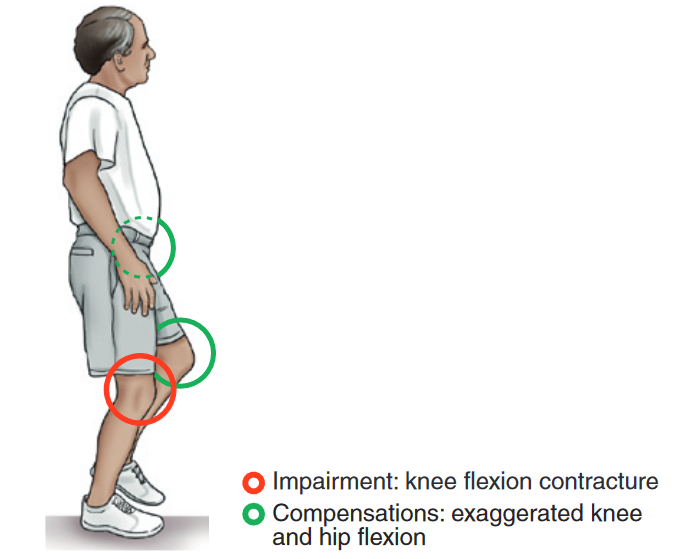 Impairment: knee flexion contracture
Compensations: exaggerated knee
and hip flexion